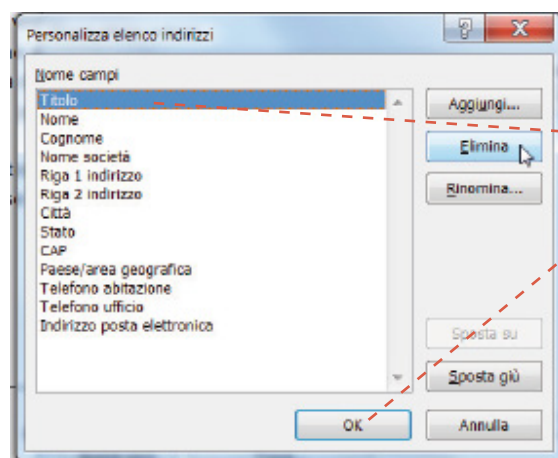 Personalizza elenco indirizzi
Nome campi
Titolo
Nome
Cognome
Nome società
Riga 1 indirizzo
Riga 2 indirizzo
Città
Stato
CAP
Paese/area geografica
Telefono abitazione
Telefono ufficio
Indirizzo posta elettronica
Aggiungi...
Elimina
Rinomina...
Sposta su
Sposta giù
OK
Annulla